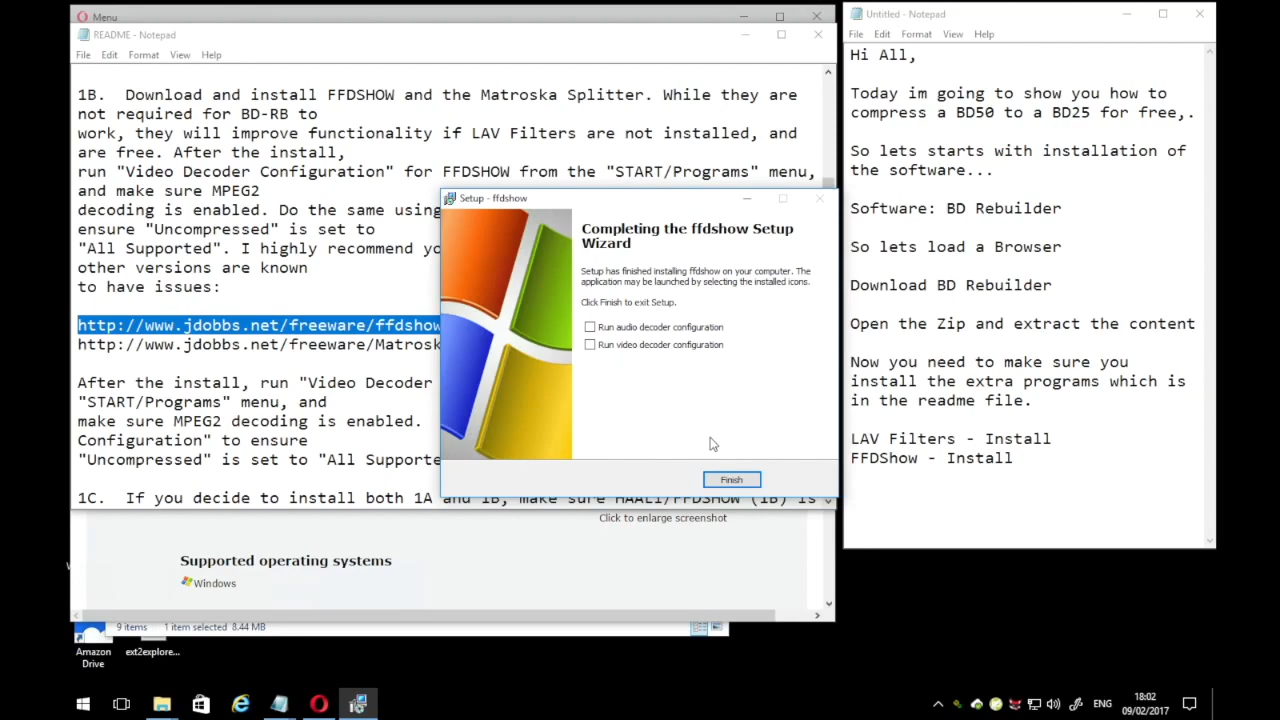 Menu
README - Notepad
File Edit Format View Help
1B. Download and install FFDSHOW and the Matroska Splitter. While they are
not required for BD-RB to
work, they will improve functionality if LAV Filters are not installed, and
are free. After the install,
run "Video Decoder Configuration" for FFDSHOW from the "START/Programs" menu,
and make sure MPEG2
decoding is enabled. Do the same using
ensure "Uncompressed" is set to
"All Supported". I highly recommend
other versions are known
to have issues:
http://www.jdobbs.net/freeware/ffdshow
http://www.jdobbs.net/freeware/Matrosk
After the install, run "Video Decoder
"START/Programs" menu, and
make sure MPEG2 decoding is enabled.
Configuration" to ensure
"Uncompressed" is set to "All Supporte
1C. If you decide to install both 1A and 1B, make sure HAALI/FFDSHOW (1B) is
Setup - ffdshow
Completing the ffdshow Setup
Wizard
Setup has finished installing ffdshow on your computer. The
application may be launched by selecting the installed icons.
Click Finish to exit Setup.
Run audio decoder configuration
Run video decoder configuration
Finish
Click to enlarge screenshot
Supported operating systems
Windows
9 items 1 item selected 8.44 MB
Amazon
Drive
ext2explore...
Untitled - Notepad
File Edit Format View Help
Hi All,
Today im going to show you how to
compress a BD50 to a BD25 for free,.
So lets starts with installation of
the software...
Software: BD Rebuilder
So lets load a Browser
Download BD Rebuilder
Open the Zip and extract the content
Now you need to make sure you
install the extra programs which is
in the readme file.
LAV Filters - Install
FFDShow - Install
ENG
18:02
09/02/2017